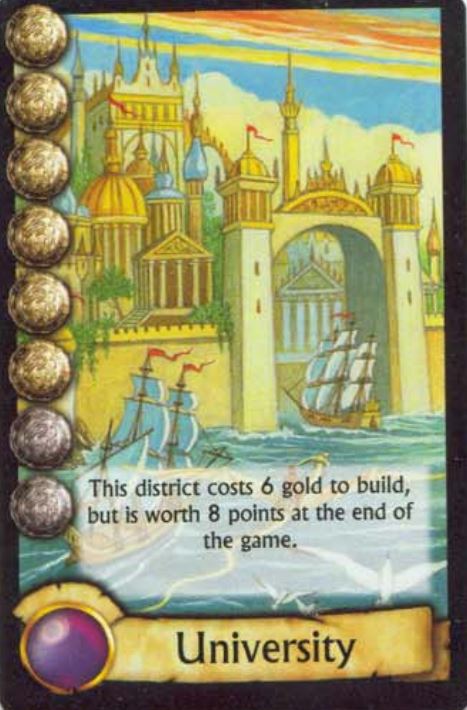 This district costs 6 gold to build,
but is worth 8 points at the end of
the game.
University